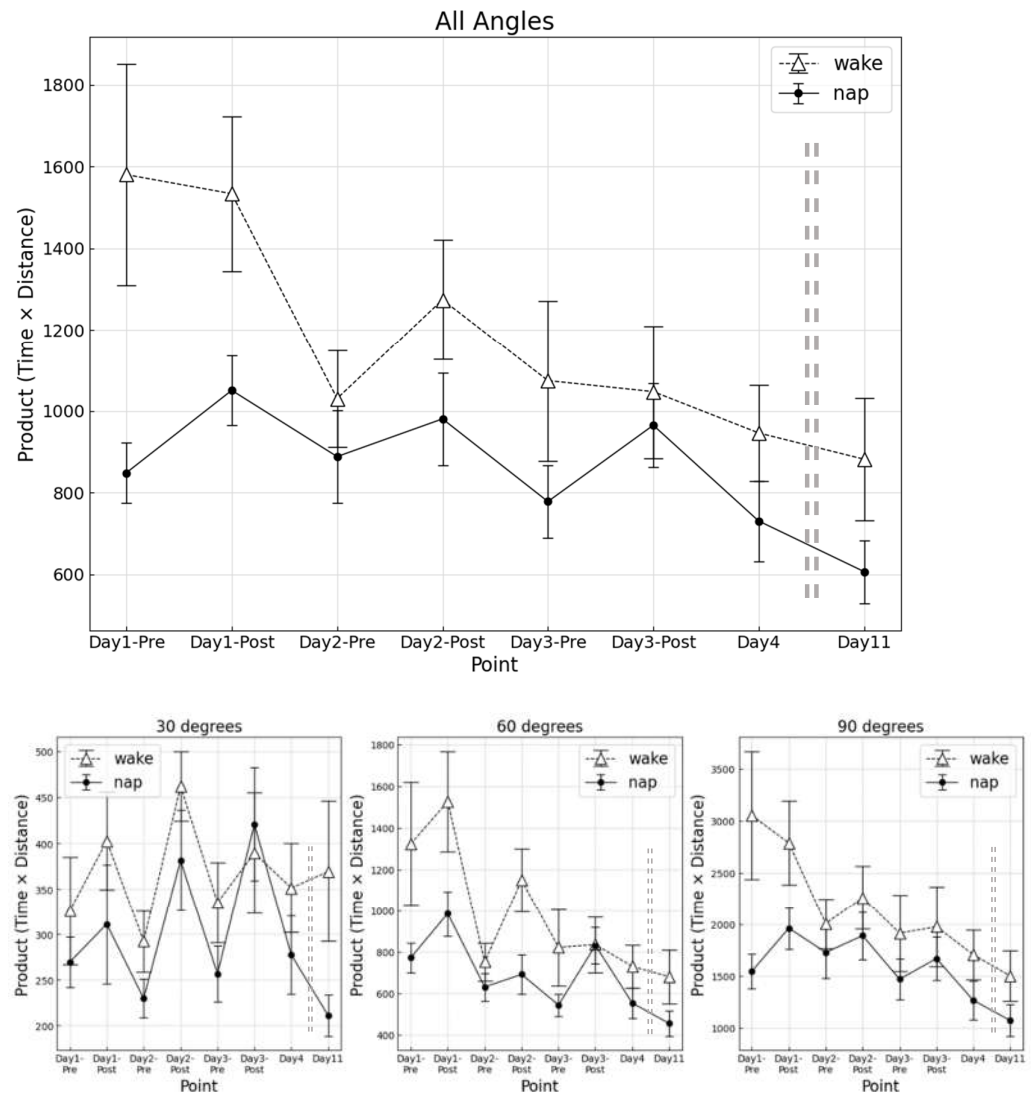 All Angles
Product (Time × Distance)
1800
1600
1400
1200
1000
800
600
wake
nap
Day1-Pre Day1-Post Day2-Pre Day2-Post Day3-Pre Day3-Post Day4 Day11
Point
30 degrees
Product (Time × Distance)
500
450
400
350
300
250
200
wake
nap
Day1- Day1- Day2- Day2- Day3- Day3- Day4 Day11
Pre Post Pre Post Pre Post
Point
60 degrees
Product (Time × Distance)
1800
1600
1400
1200
1000
800
600
400
wake
nap
Day1- Day1- Day2- Day2- Day3- Day3- Day4 Day11
Pre Post Pre Post Pre Post
Point
90 degrees
Product (Time × Distance)
3500
3000
2500
2000
1500
1000
wake
nap
Day1- Day1- Day2- Day2- Day3- Day3- Day4 Day11
Pre Post Pre Post Pre Post
Point